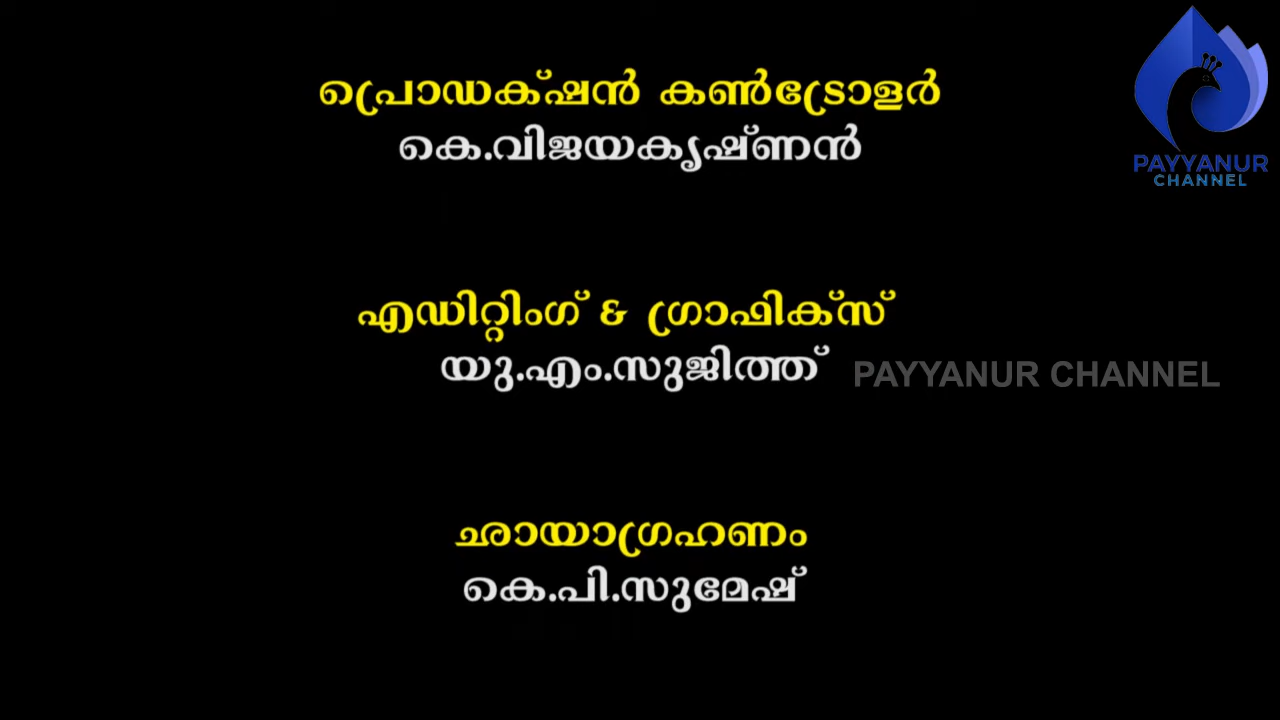 പ്രൊഡക്ഷൻ കൺട്രോളർ
കെ.വിജയകൃഷ്ണൻ
PAYYANUR
CHANNEL
എഡിറ്റിംഗ് & ഗ്രാഫിക്സ്
യു.എം.സുജിത്ത്
PAYYANUR CHANNEL
ഛായാഗ്രഹണം
കെ.പി.സുമേഷ്